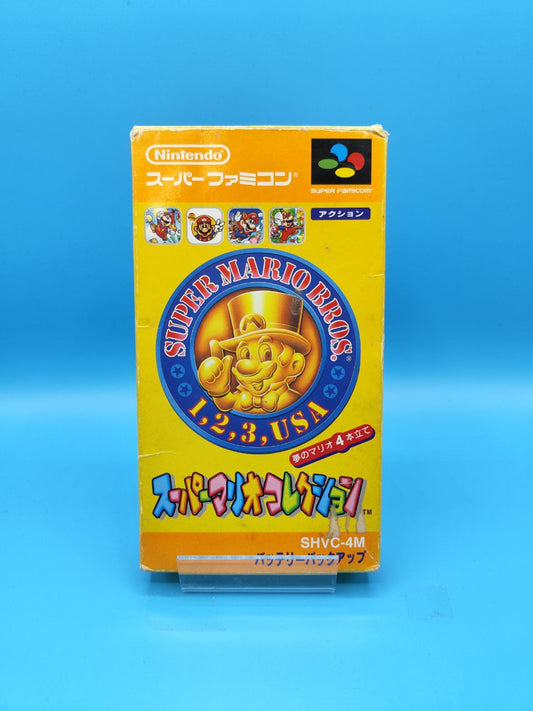 Nintendo®
スーパーファミコン®
SUPER FAMICOM™
アクション
SUPER MARIO BROS.®
1,2,3,USA
夢のマリオ4本立て
スーパーマリオコレクション™
SHVC-4M
バッテリーバックアップ